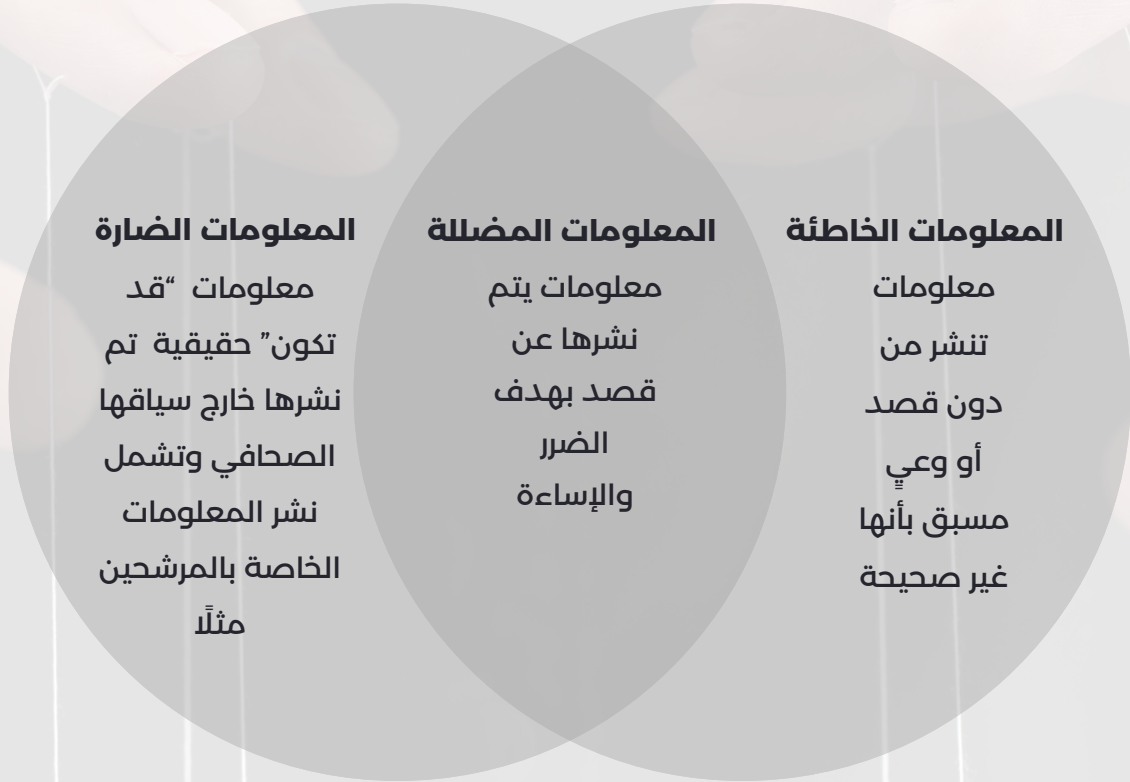 المعلومات الخاطئة
معلومات
تنشر من
دون قصد
أو وعيٍ
مسبق بأنها
غير صحيحة
المعلومات المضللة
معلومات يتم
نشرها عن
قصد بهدف
الضرر
والإساءة
المعلومات الضارة
معلومات “قد
تكون” حقيقية تم
نشرها خارج سياقها
الصحافي وتشمل
نشر المعلومات
الخاصة بالمرشحين
مثلًا